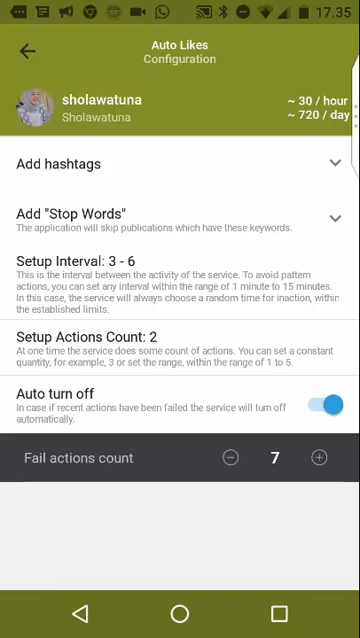 17.35
Auto Likes
Configuration
sholawatuna
Sholawatuna
~ 30 / hour
~ 720 / day
Add hashtags
Add "Stop Words"
The application will skip publications which have these keywords.
Setup Interval: 3 - 6
This is the interval between the activity of the service. To avoid pattern
actions, you can set any interval within the range of 1 minute to 15 minutes.
In this case, the service will always choose a random time for inaction, within
the established limits.
Setup Actions Count: 2
At one time the service does some count of actions. You can set a constant
quantity, for example, 3 or set the range, within the range of 1 to 5.
Auto turn off
In case if recent actions have been failed the service will turn off
automatically.
Fail actions count
7